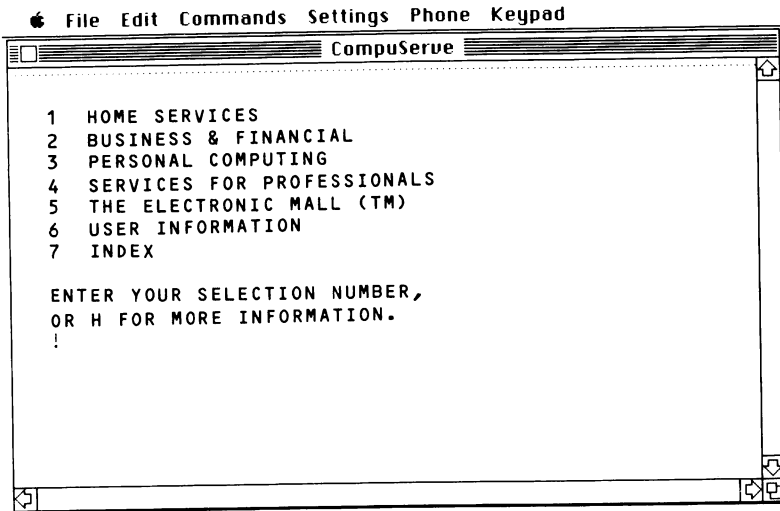 File Edit Commands Settings Phone Keypad
CompuServe
1 HOME SERVICES
2 BUSINESS & FINANCIAL
3 PERSONAL COMPUTING
4 SERVICES FOR PROFESSIONALS
5 THE ELECTRONIC MALL (TM)
6 USER INFORMATION
7 INDEX
ENTER YOUR SELECTION NUMBER,
OR H FOR MORE INFORMATION.
!